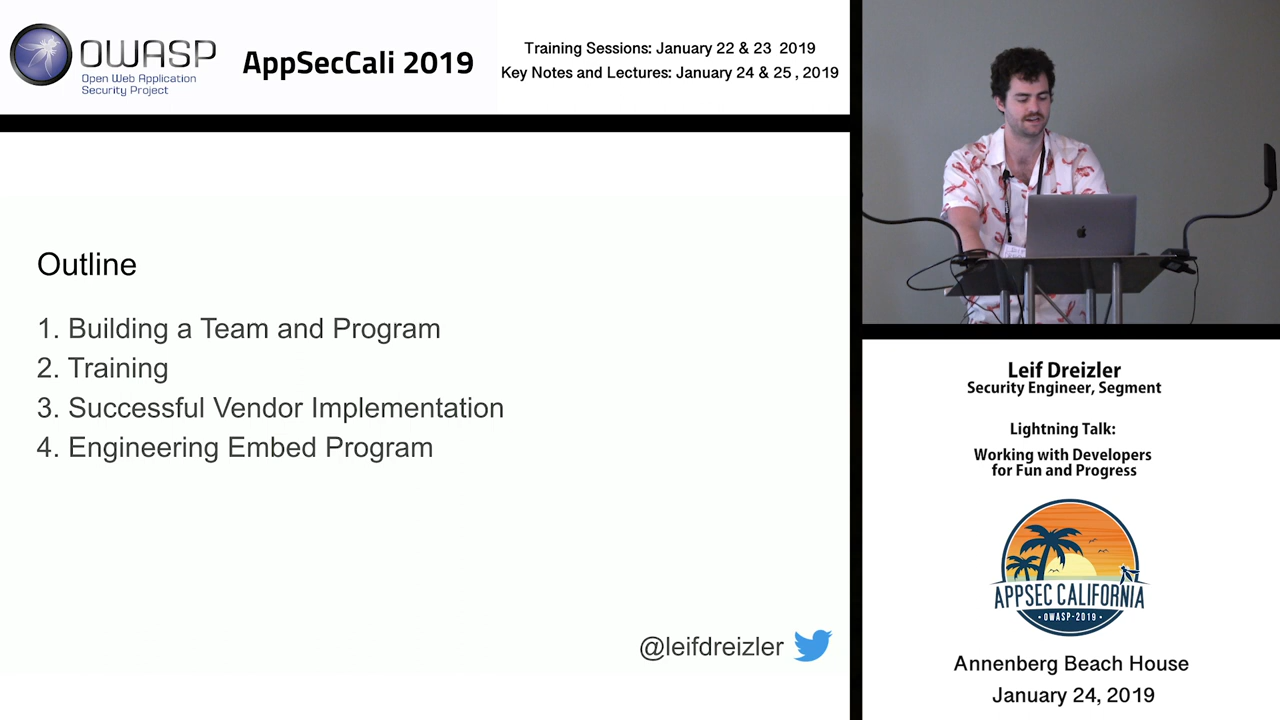 OWASP
Open Web Application
Security Project
AppSecCali 2019
Training Sessions: January 22 & 23 2019
Key Notes and Lectures: January 24 & 25 , 2019
Outline
1. Building a Team and Program
2. Training
3. Successful Vendor Implementation
4. Engineering Embed Program
@leifdreizler
Leif Dreizler
Security Engineer, Segment
Lightning Talk:
Working with Developers
for Fun and Progress
APPSEC CALIFORNIA
• OWASP-2019 •
Annenberg Beach House
January 24, 2019